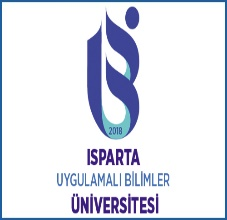 2018
ISPARTA
UYGULAMALI BİLİMLER
ÜNİVERSİTESİ